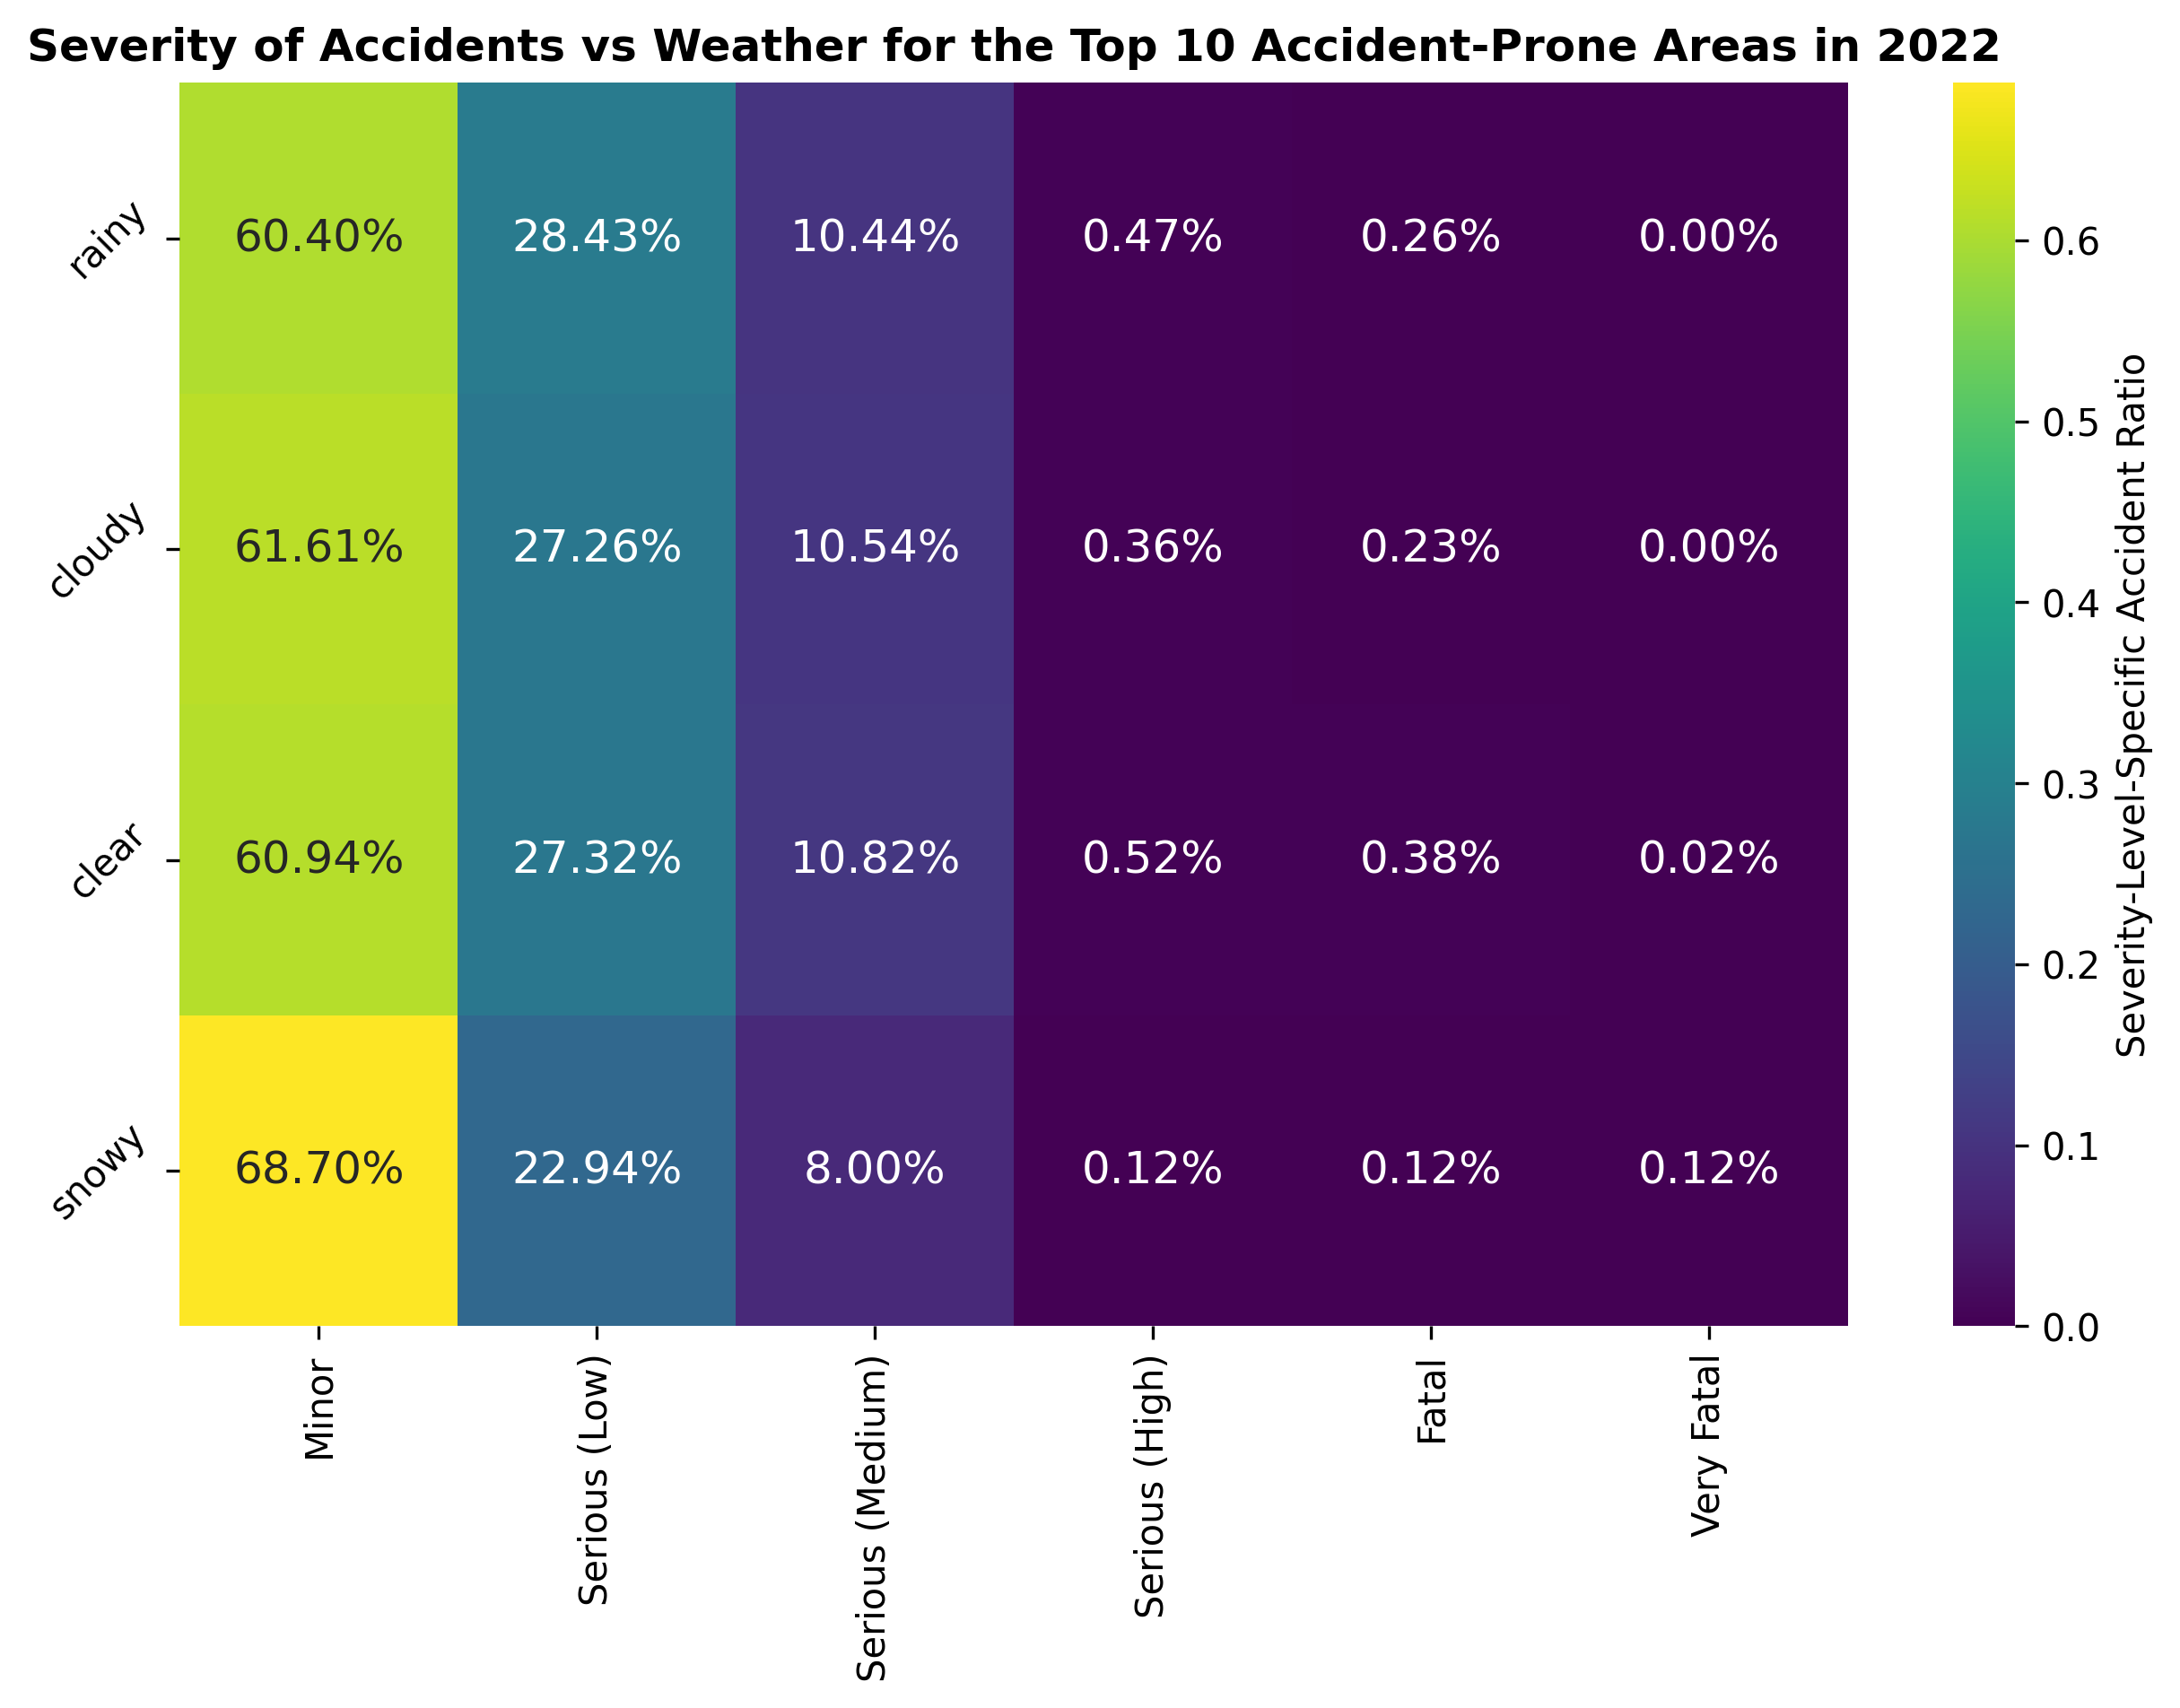 Severity of Accidents vs Weather for the Top 10 Accident-Prone Areas in 2022
rainy
60.40% 28.43% 10.44% 0.47% 0.26% 0.00%
cloudy
61.61% 27.26% 10.54% 0.36% 0.23% 0.00%
clear
60.94% 27.32% 10.82% 0.52% 0.38% 0.02%
snowy
68.70% 22.94% 8.00% 0.12% 0.12% 0.12%
Minor
Serious (Low)
Serious (Medium)
Serious (High)
Fatal
Very Fatal
0.6
0.5
0.4
0.3
0.2
0.1
0.0
Severity-Level-Specific Accident Ratio